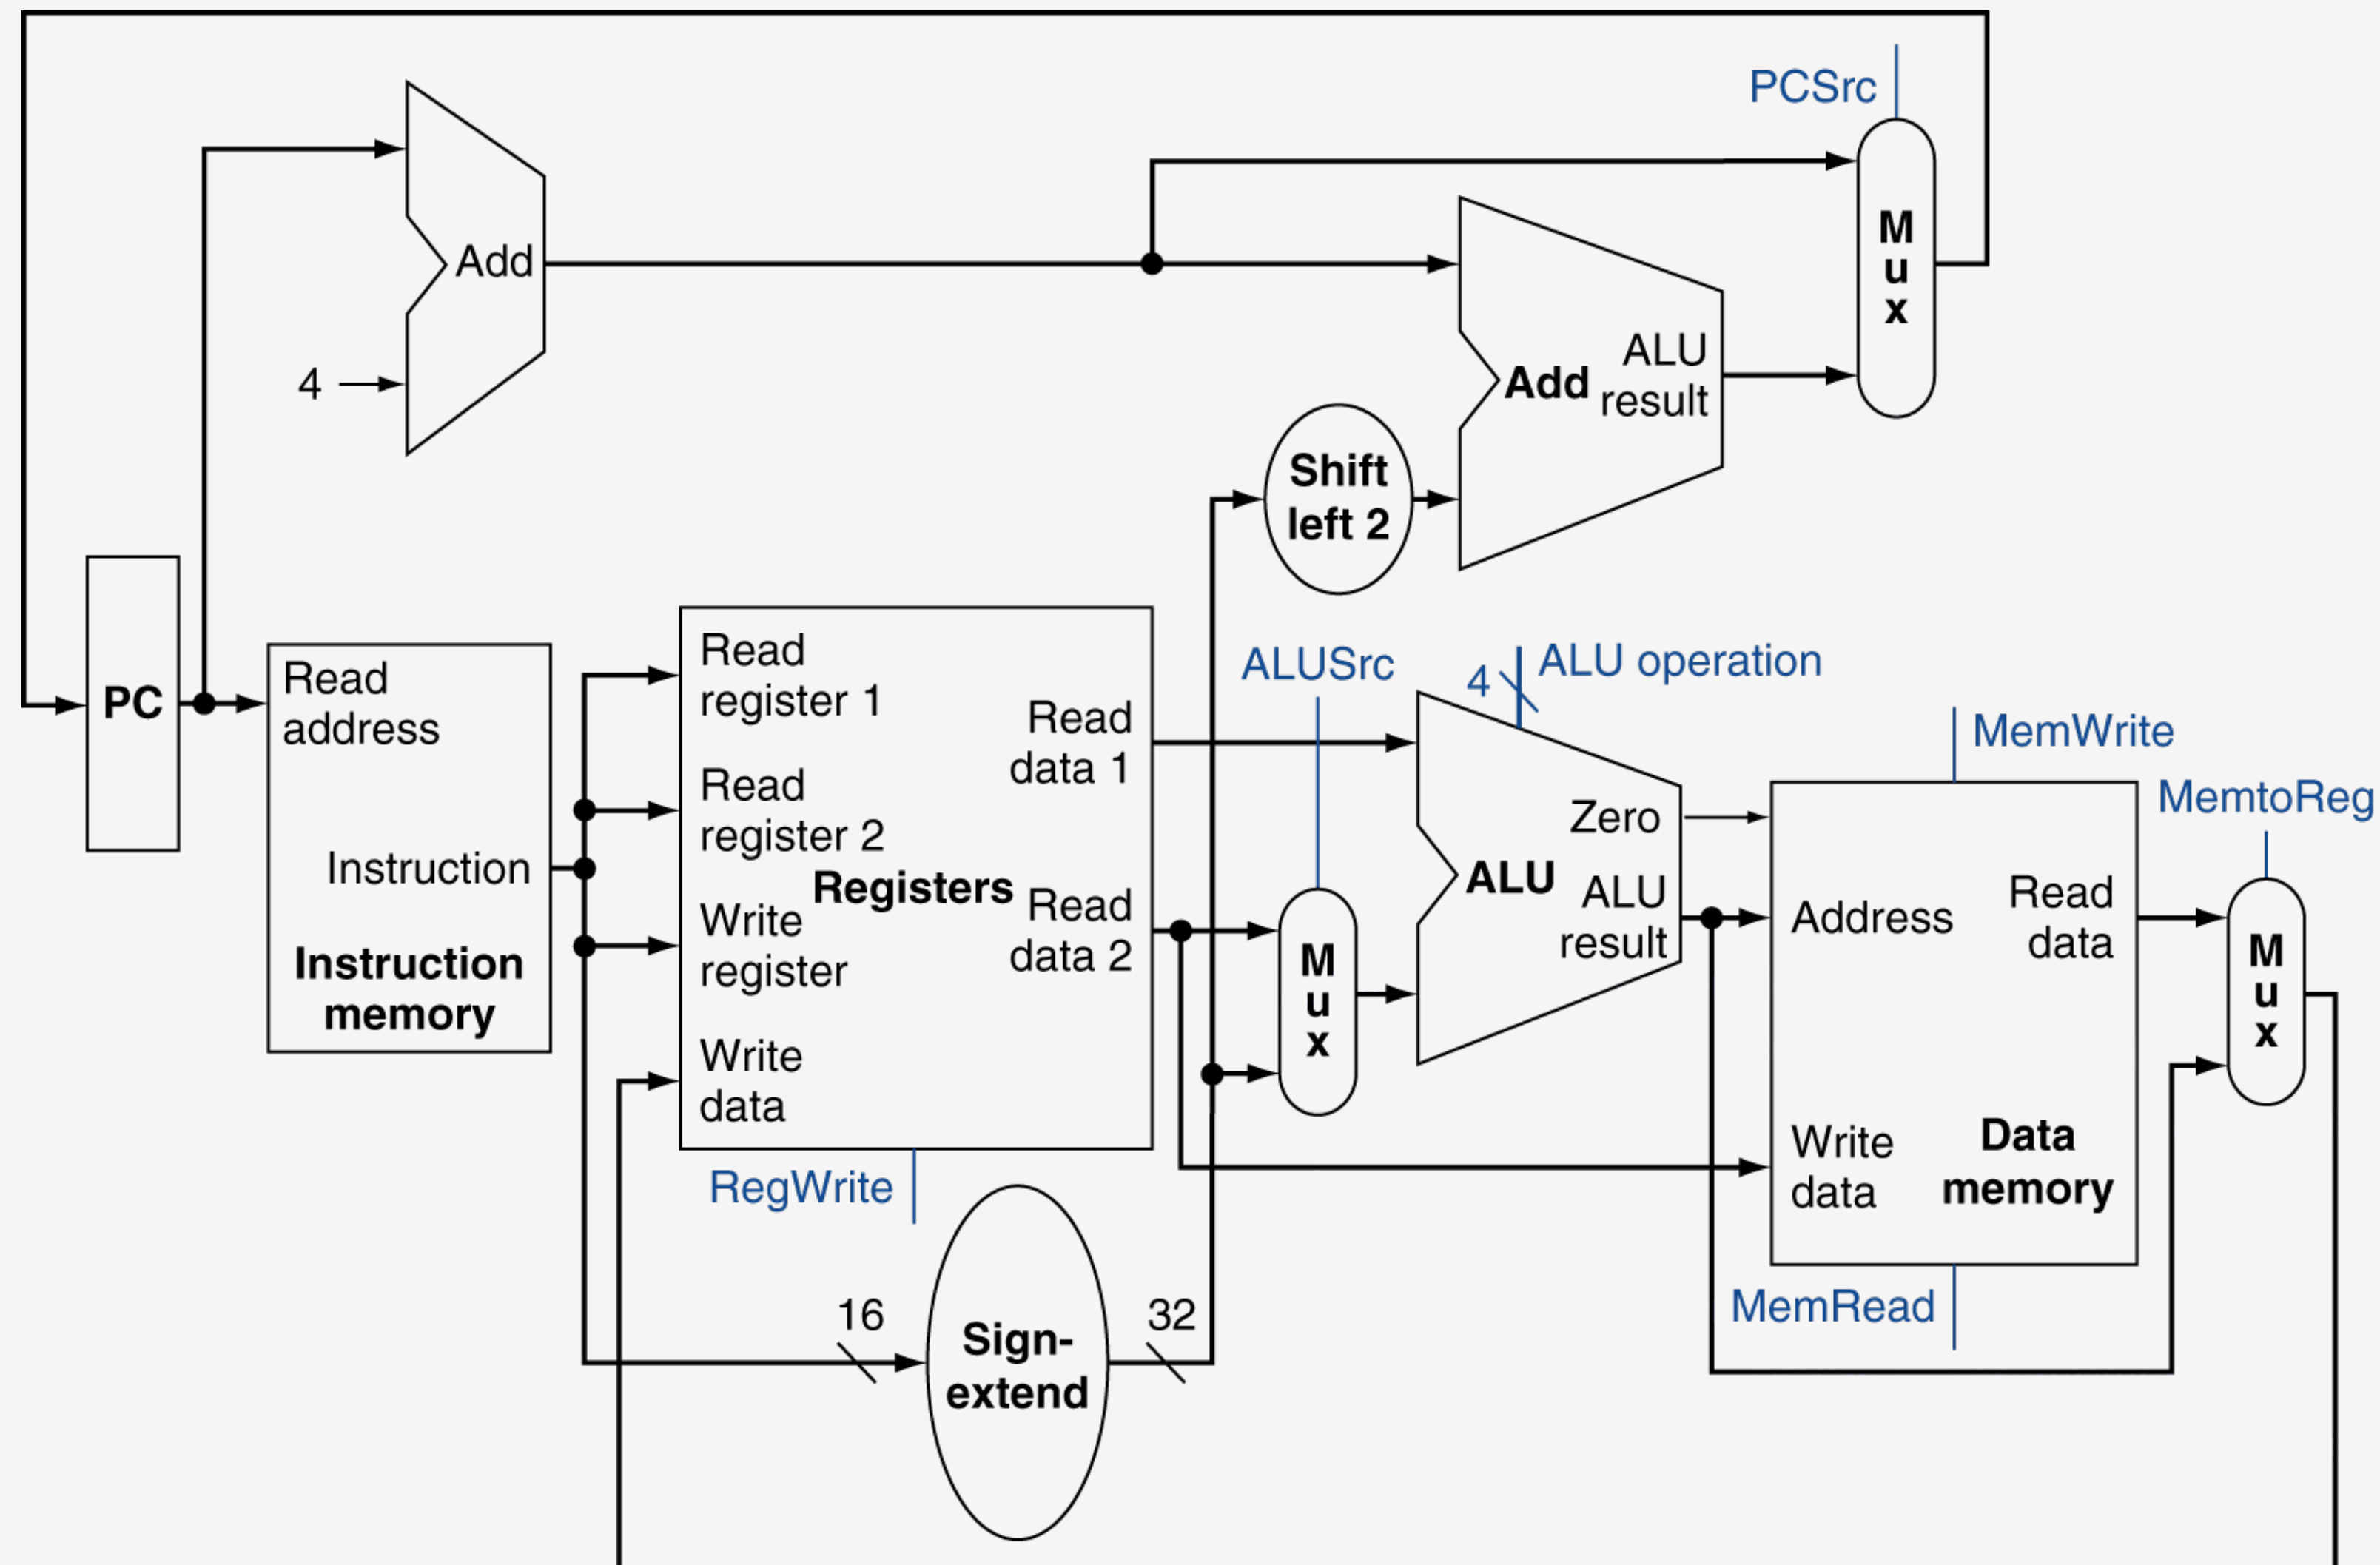 PCSrc
M
u
x
Add
4
ALU
Add
result
Shift
left 2
PC
Read
address
Instruction
Instruction
memory
Read
register 1
Read
data 1
Read
register 2
Registers
Write
register
Read
data 2
Write
data
RegWrite
16
Sign-
extend
32
ALUSrc
M
u
x
4
ALU operation
Zero
ALU
ALU
result
MemWrite
Address
Read
data
Write
data
Data
memory
MemRead
MemtoReg
M
u
x